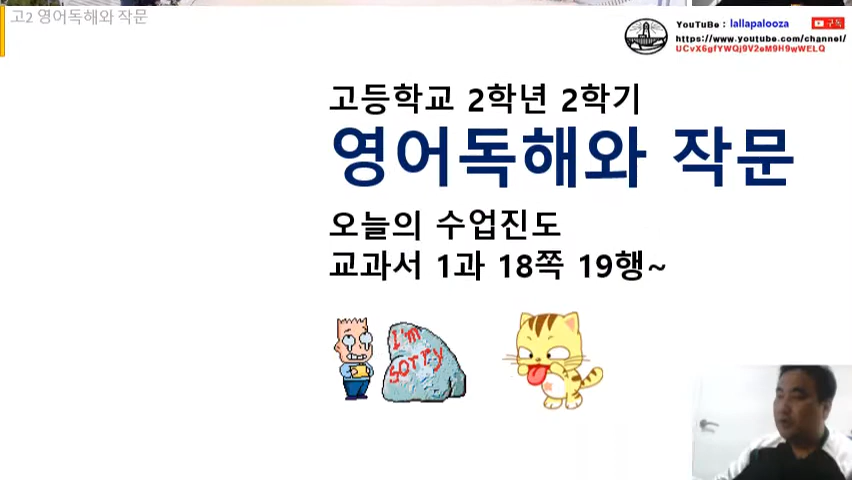 고2 영어독해와 작문
YouTuBe : lallapalooza
구독
https://www.youtube.com/channel/
UCvX6gfYWQj9V2eM9H9wWELQ
고등학교 2학년 2학기
영어독해와 작문
오늘의 수업진도
교과서 1과 18쪽 19행~
I'm
sorry